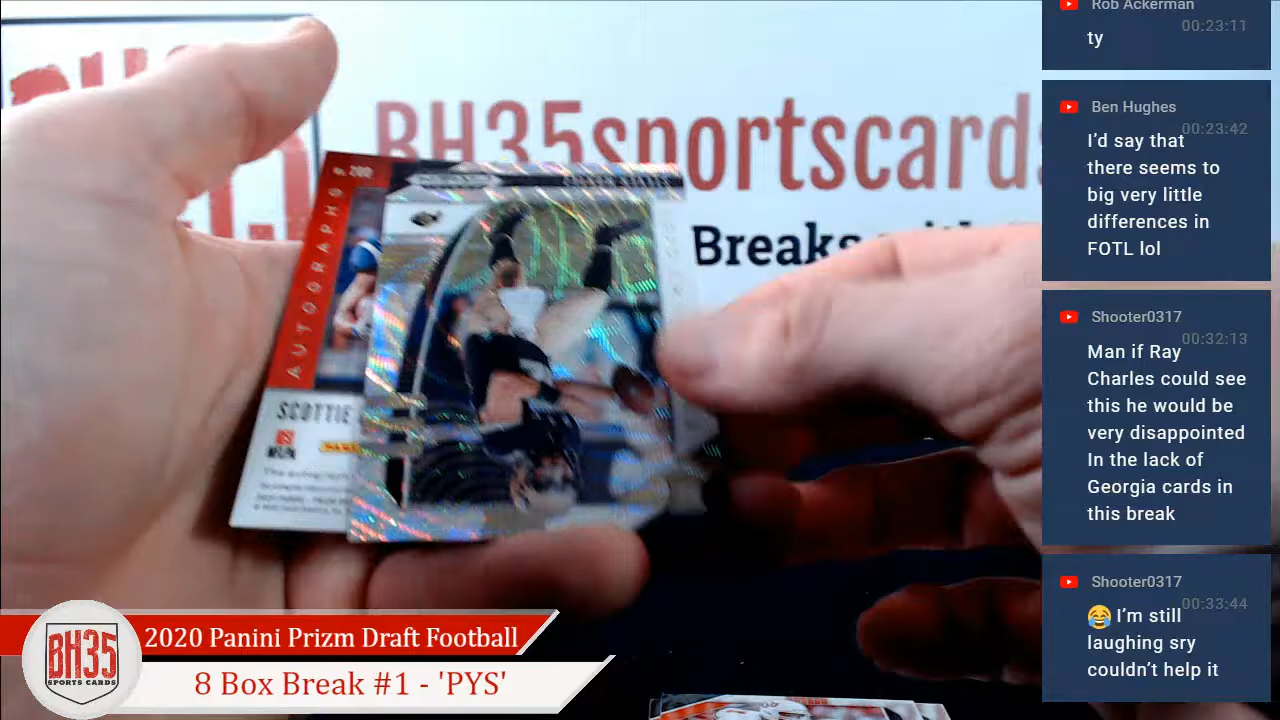 BH35sportscards
Breaks
AUTOGRAPHS
SCOTTIE
Rob Ackerman
00:23:11
ty
Ben Hughes
00:23:42
I'd say that
there seems to
big very little
differences in
FOTL lol
Shooter0317
00:32:13
Man if Ray
Charles could see
this he would be
very disappointed
In the lack of
Georgia cards in
this break
Shooter0317
00:33:44
😂 I'm still
laughing sry
couldn't help it
BH35
SPORTS CARDS
2020 Panini Prizm Draft Football
8 Box Break #1 - 'PYS'